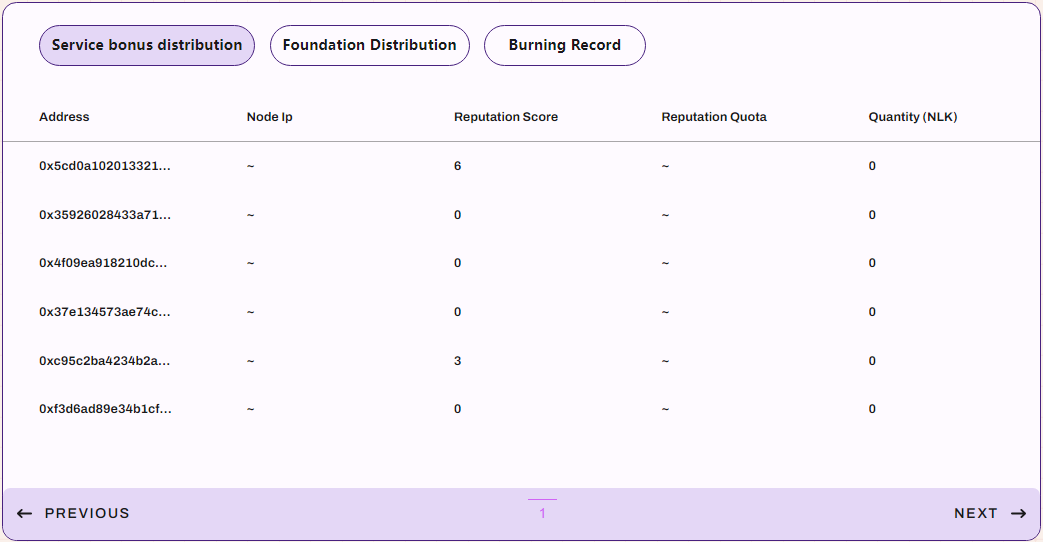 Service bonus distribution Foundation Distribution Burning Record
Address Node Ip Reputation Score Reputation Quota Quantity (NLK)
0x5cd0a102013321... ~ 6 ~ 0
0x35926028433a71... ~ 0 ~ 0
0x4f09ea918210dc... ~ 0 ~ 0
0x37e134573ae74c... ~ 0 ~ 0
0xc95c2ba4234b2a... ~ 3 ~ 0
0xf3d6ad89e34b1cf... ~ 0 ~ 0
← PREVIOUS 1 NEXT →